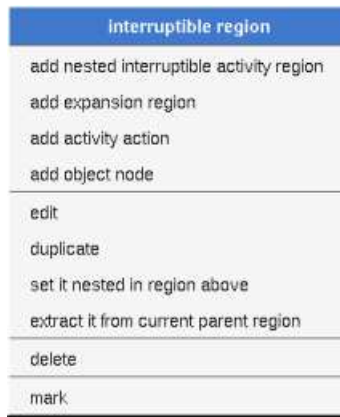 interruptible region
add nested interruptible activity region
add expansion region
add activity action
add object node
edit
duplicate
set it nested in region above
extract it from current parent region
delete
mark